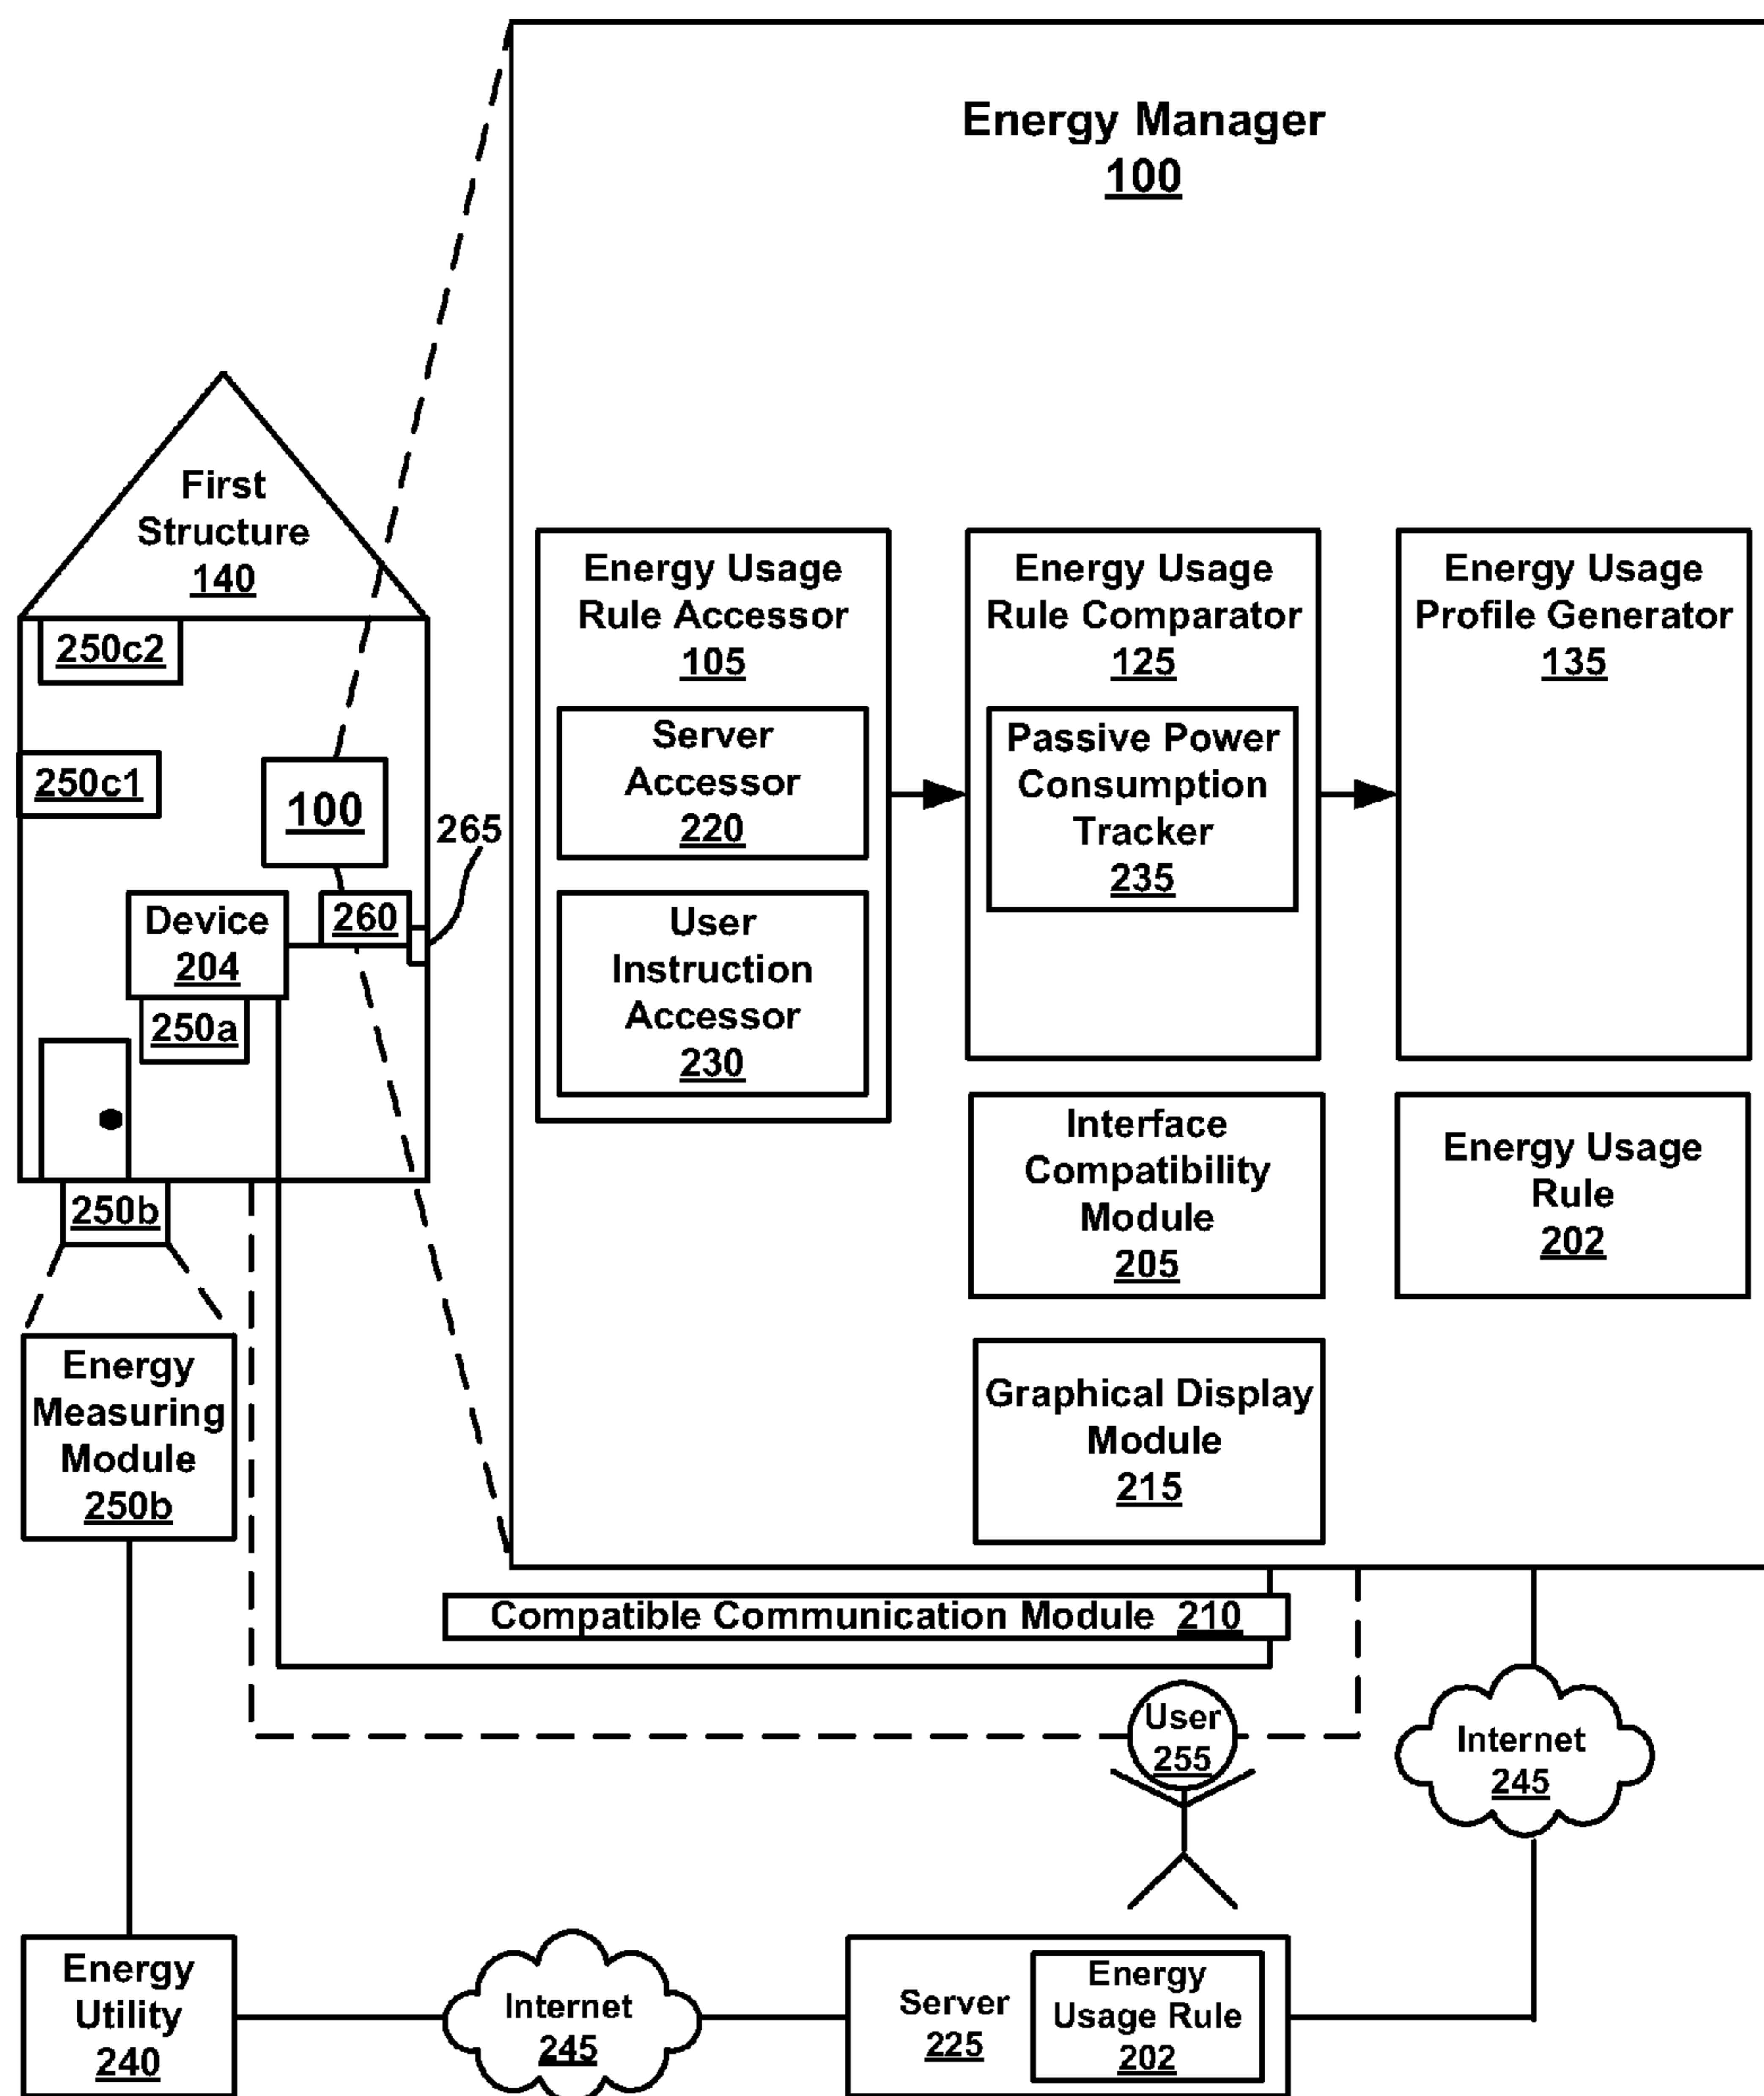 Energy Manager
100
First
Structure
140
250c2
250c1
100
265
260
Device
204
250a
250b
Energy Usage
Rule Accessor
105
Server
Accessor
220
User
Instruction
Accessor
230
Energy Usage
Rule Comparator
125
Passive Power
Consumption
Tracker
235
Energy Usage
Profile Generator
135
Interface
Compatibility
Module
205
Energy Usage
Rule
202
Graphical Display
Module
215
Energy
Measuring
Module
250b
Compatible Communication Module 210
User
255
Internet
245
Energy
Utility
240
Internet
245
Server
225
Energy
Usage Rule
202